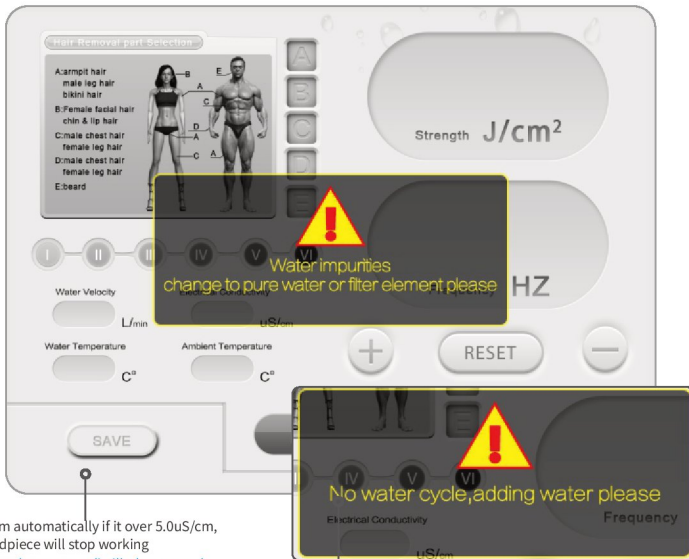 Hair Removal part Selection
A:armpit hair
male leg hair
bikini hair
B:Female facial hair
chin & lip hair
C:male chest hair
female leg hair
D:male chest hair
female leg hair
E:beard
B
E
A
C
D
A
C
A
A
B
C
D
E
Strength J/cm²
Water impurities
change to pure water or filter element please
I
II
III
IV
V
VI
Frequency HZ
Water Velocity
L/min
Electrical Conductivity
uS/cm
Water Temperature
C°
Ambient Temperature
C°
+
RESET
−
SAVE
E
IV
V
VI
No water cycle,adding water please
Electrical Conductivity
uS/cm
Frequency
m automatically if it over 5.0uS/cm,
dpiece will stop working